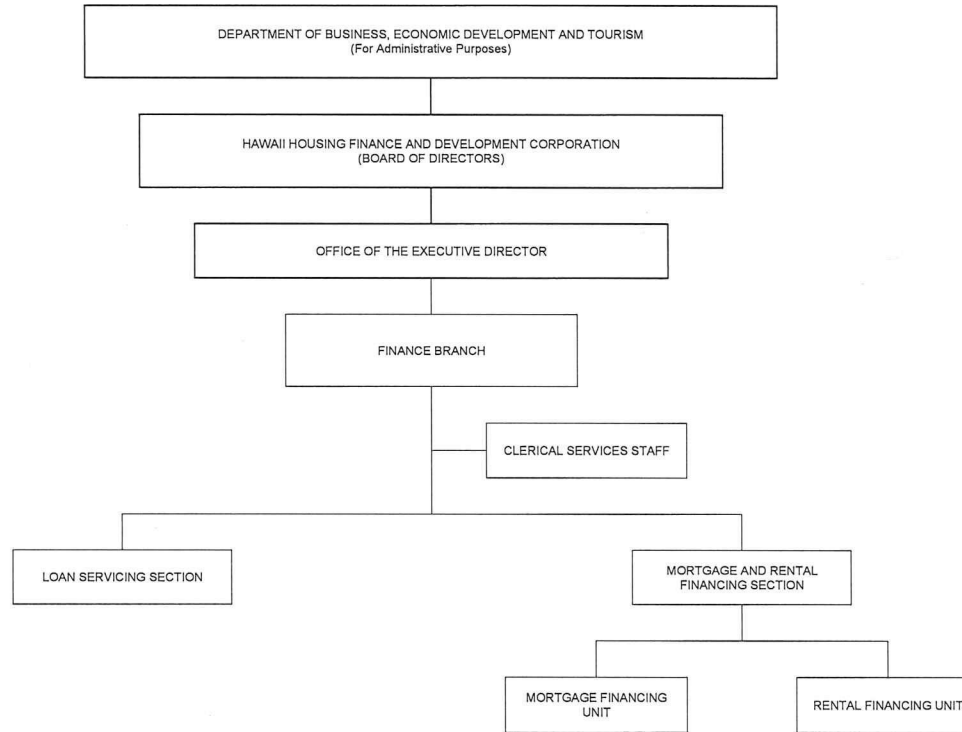 DEPARTMENT OF BUSINESS, ECONOMIC DEVELOPMENT AND TOURISM
(For Administrative Purposes)
HAWAII HOUSING FINANCE AND DEVELOPMENT CORPORATION
(BOARD OF DIRECTORS)
OFFICE OF THE EXECUTIVE DIRECTOR
FINANCE BRANCH
CLERICAL SERVICES STAFF
LOAN SERVICING SECTION
MORTGAGE AND RENTAL
FINANCING SECTION
MORTGAGE FINANCING
UNIT
RENTAL FINANCING UNIT